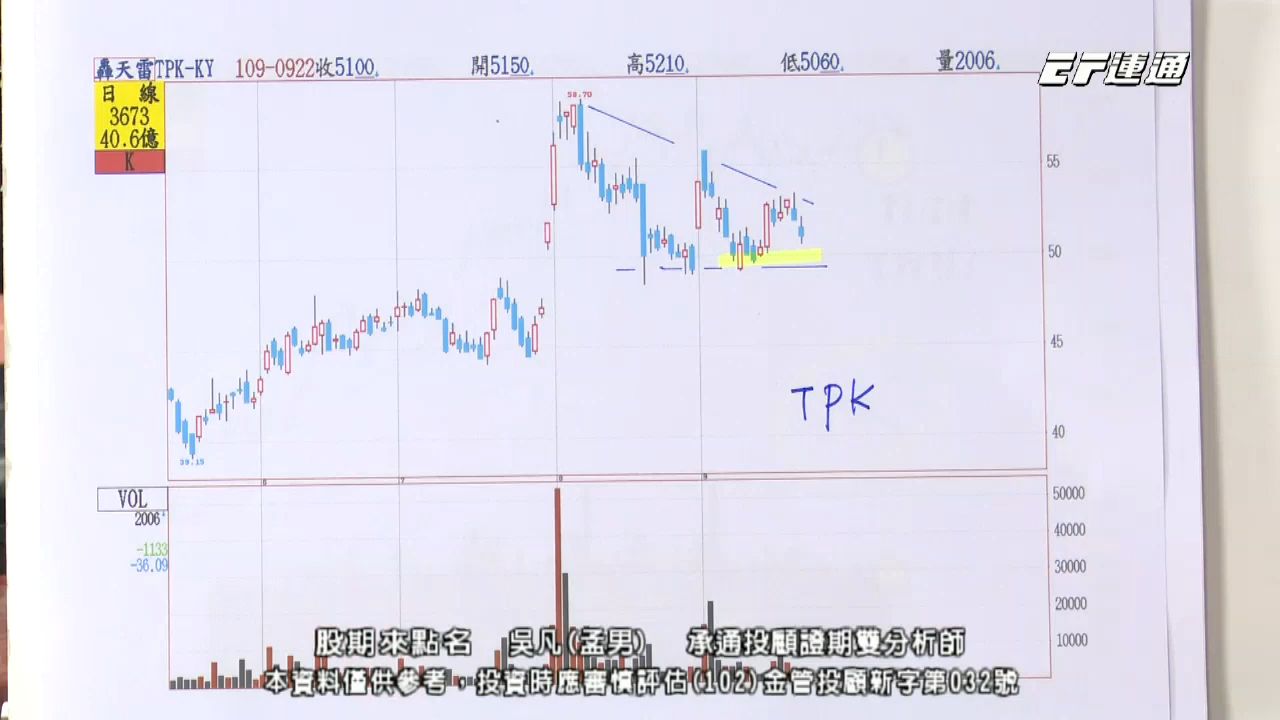 轟天雷TPK-KY 109-0922收5100. 開5150. 高5210. 低5060. 量2006.
EF運通
日 線
3673
40.6億
K
58.70
55
50
45
TPK
40
39.15
6 7 8 9
VOL
2006
-1133
-36.09
50000
40000
30000
20000
10000
股期來點名 吳凡(孟男) 承通投顧證期雙分析師
本資料僅供參考，投資時應審慎評估(102)金管投顧新字第032號